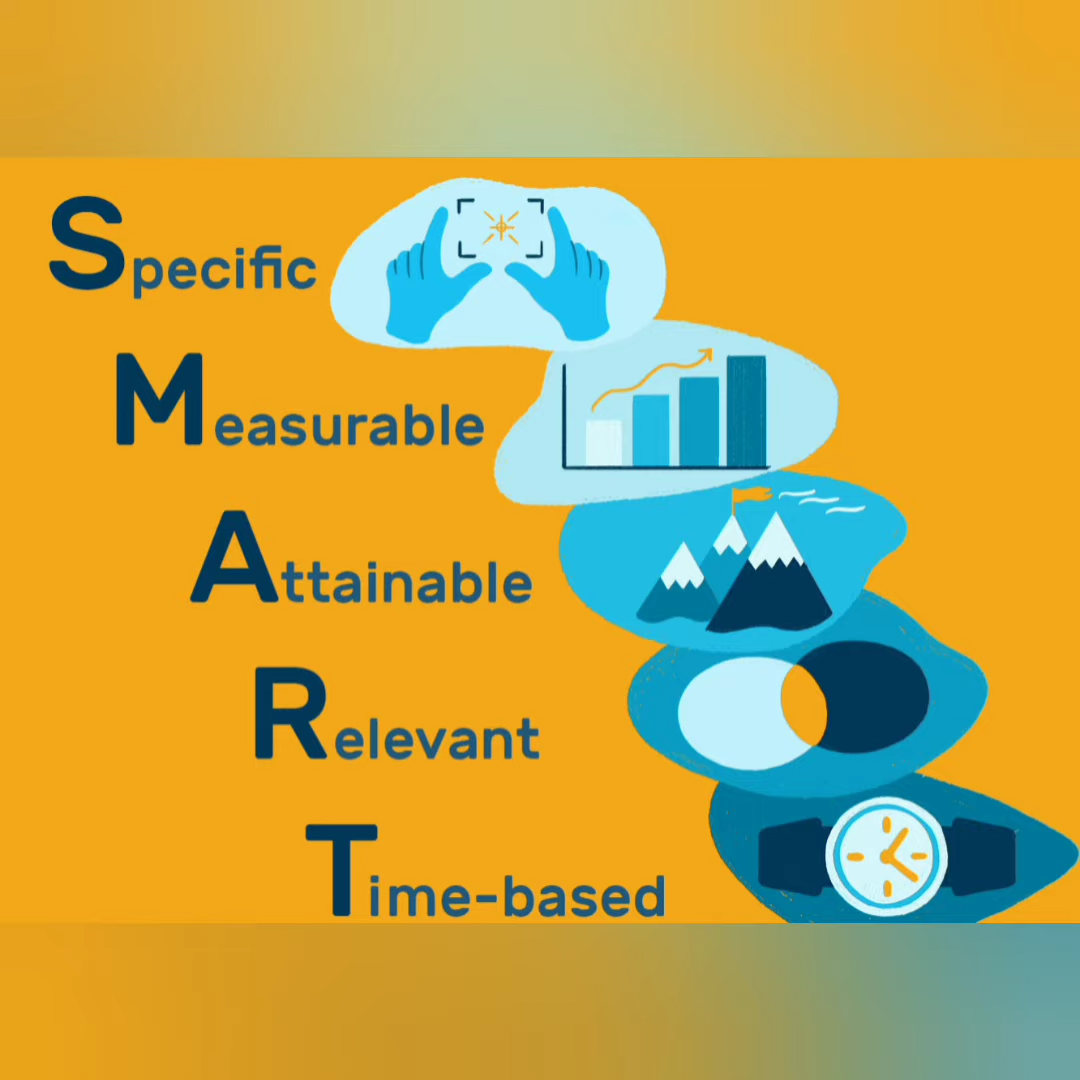 Specific
Measurable
Attainable
Relevant
Time-based